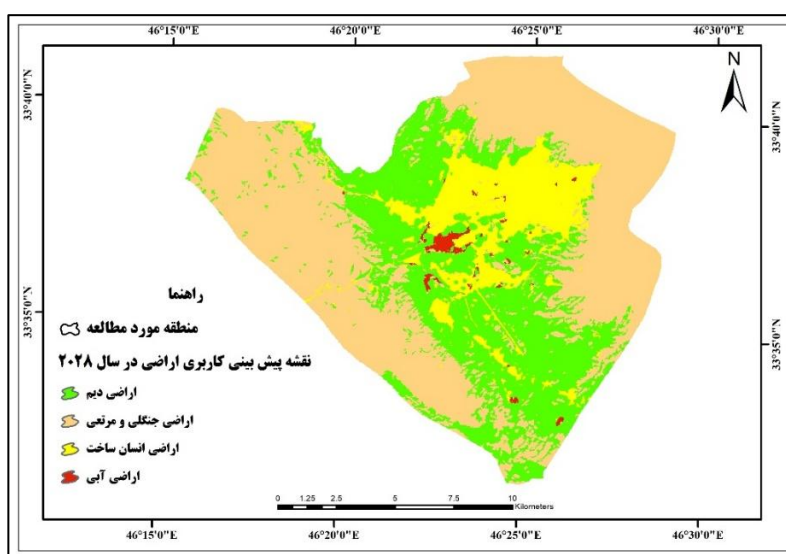 46°15'0"E 46°20'0"E 46°25'0"E 46°30'0"E
N
33°40'0"N 33°40'0"N
راهنما
منطقه مورد مطالعه
33°35'0"N 33°35'0"N
نقشه پیش بینی کاربری اراضی در سال ۲۰۲۸
اراضی دیم
اراضی جنگلی و مرتعی
اراضی انسان ساخت
اراضی آبی
0 1.25 2.5 5 7.5 10
Kilometers
46°15'0"E 46°20'0"E 46°25'0"E 46°30'0"E